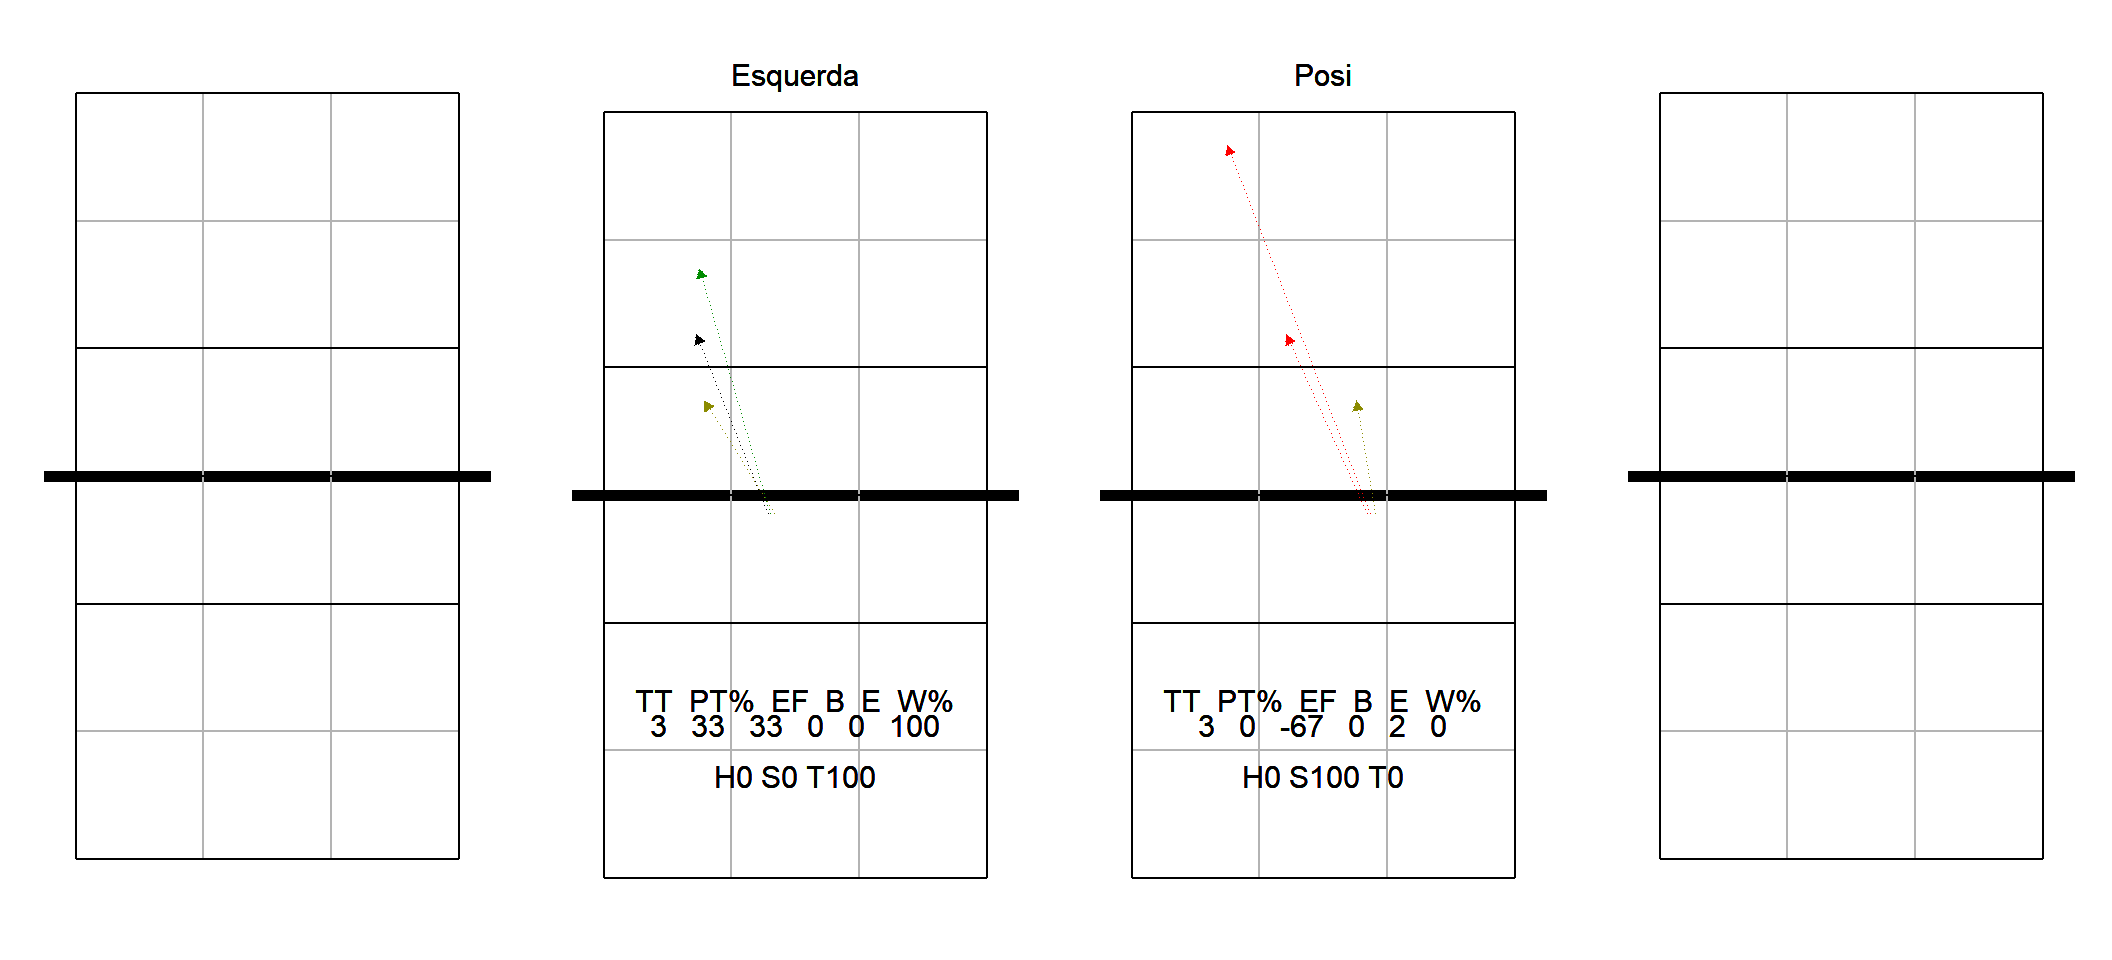 Esquerda
TT PT% EF B E W%
3 33 33 0 0 100
H0 S0 T100
Posi
TT PT% EF B E W%
3 0 -67 0 2 0
H0 S100 T0